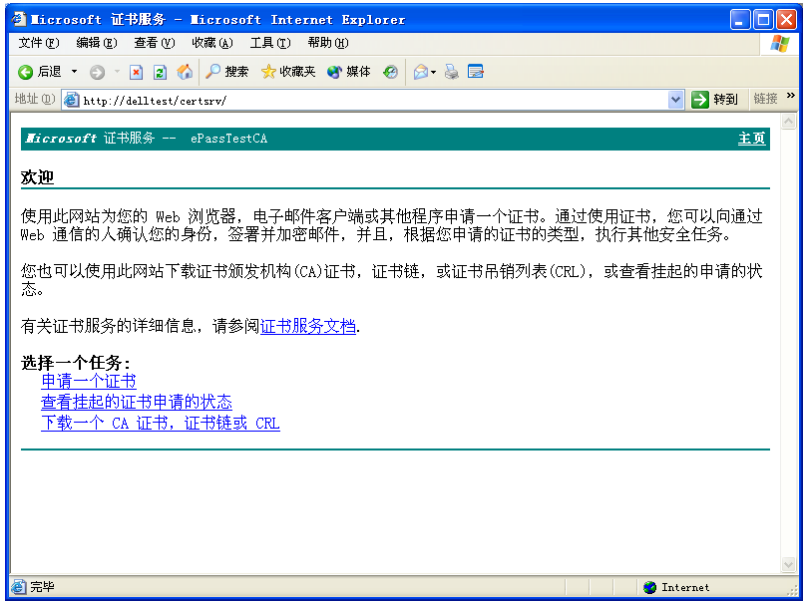 Microsoft 证书服务 - Microsoft Internet Explorer
文件(F) 编辑(E) 查看(V) 收藏(A) 工具(T) 帮助(H)
后退 搜索 收藏夹 媒体
地址(D) http://delltest/certsrv/ 转到 链接 »
Microsoft 证书服务 -- ePassTestCA 主页
欢迎
使用此网站为您的 Web 浏览器，电子邮件客户端或其他程序申请一个证书。通过使用证书，您可以向通过
Web 通信的人确认您的身份，签署并加密邮件，并且，根据您申请的证书的类型，执行其他安全任务。
您也可以使用此网站下载证书颁发机构(CA)证书，证书链，或证书吊销列表(CRL)，或查看挂起的申请的状
态。
有关证书服务的详细信息，请参阅证书服务文档.
选择一个任务:
申请一个证书
查看挂起的证书申请的状态
下载一个 CA 证书，证书链或 CRL
完毕 Internet